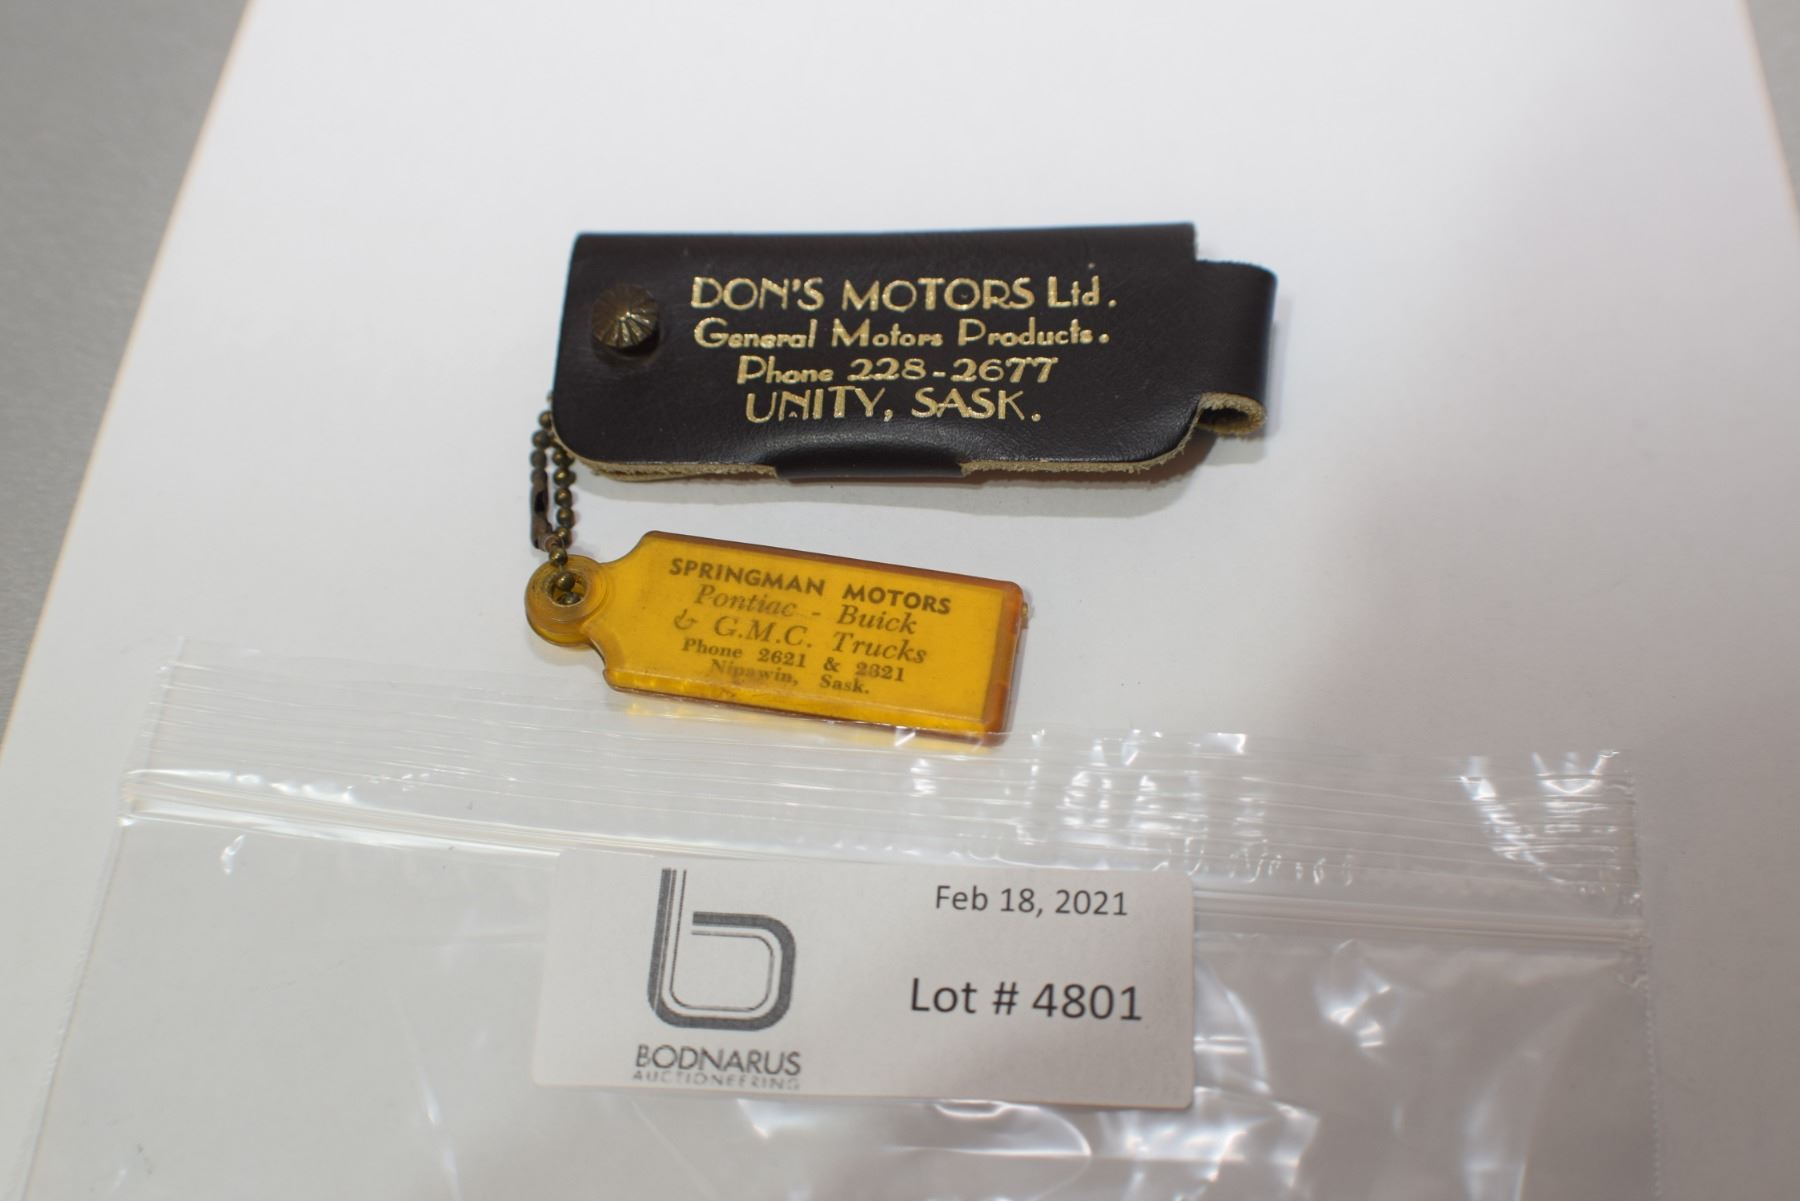 DON'S MOTORS Ltd.
General Motors Products.
Phone 228-2677
UNITY, SASK.
SPRINGMAN MOTORS
Pontiac - Buick
& G.M.C. Trucks
Phone 2621 & 2321
Nipawin, Sask.
Feb 18, 2021
Lot # 4801
b
BODNARUS
AUCTIONEERING